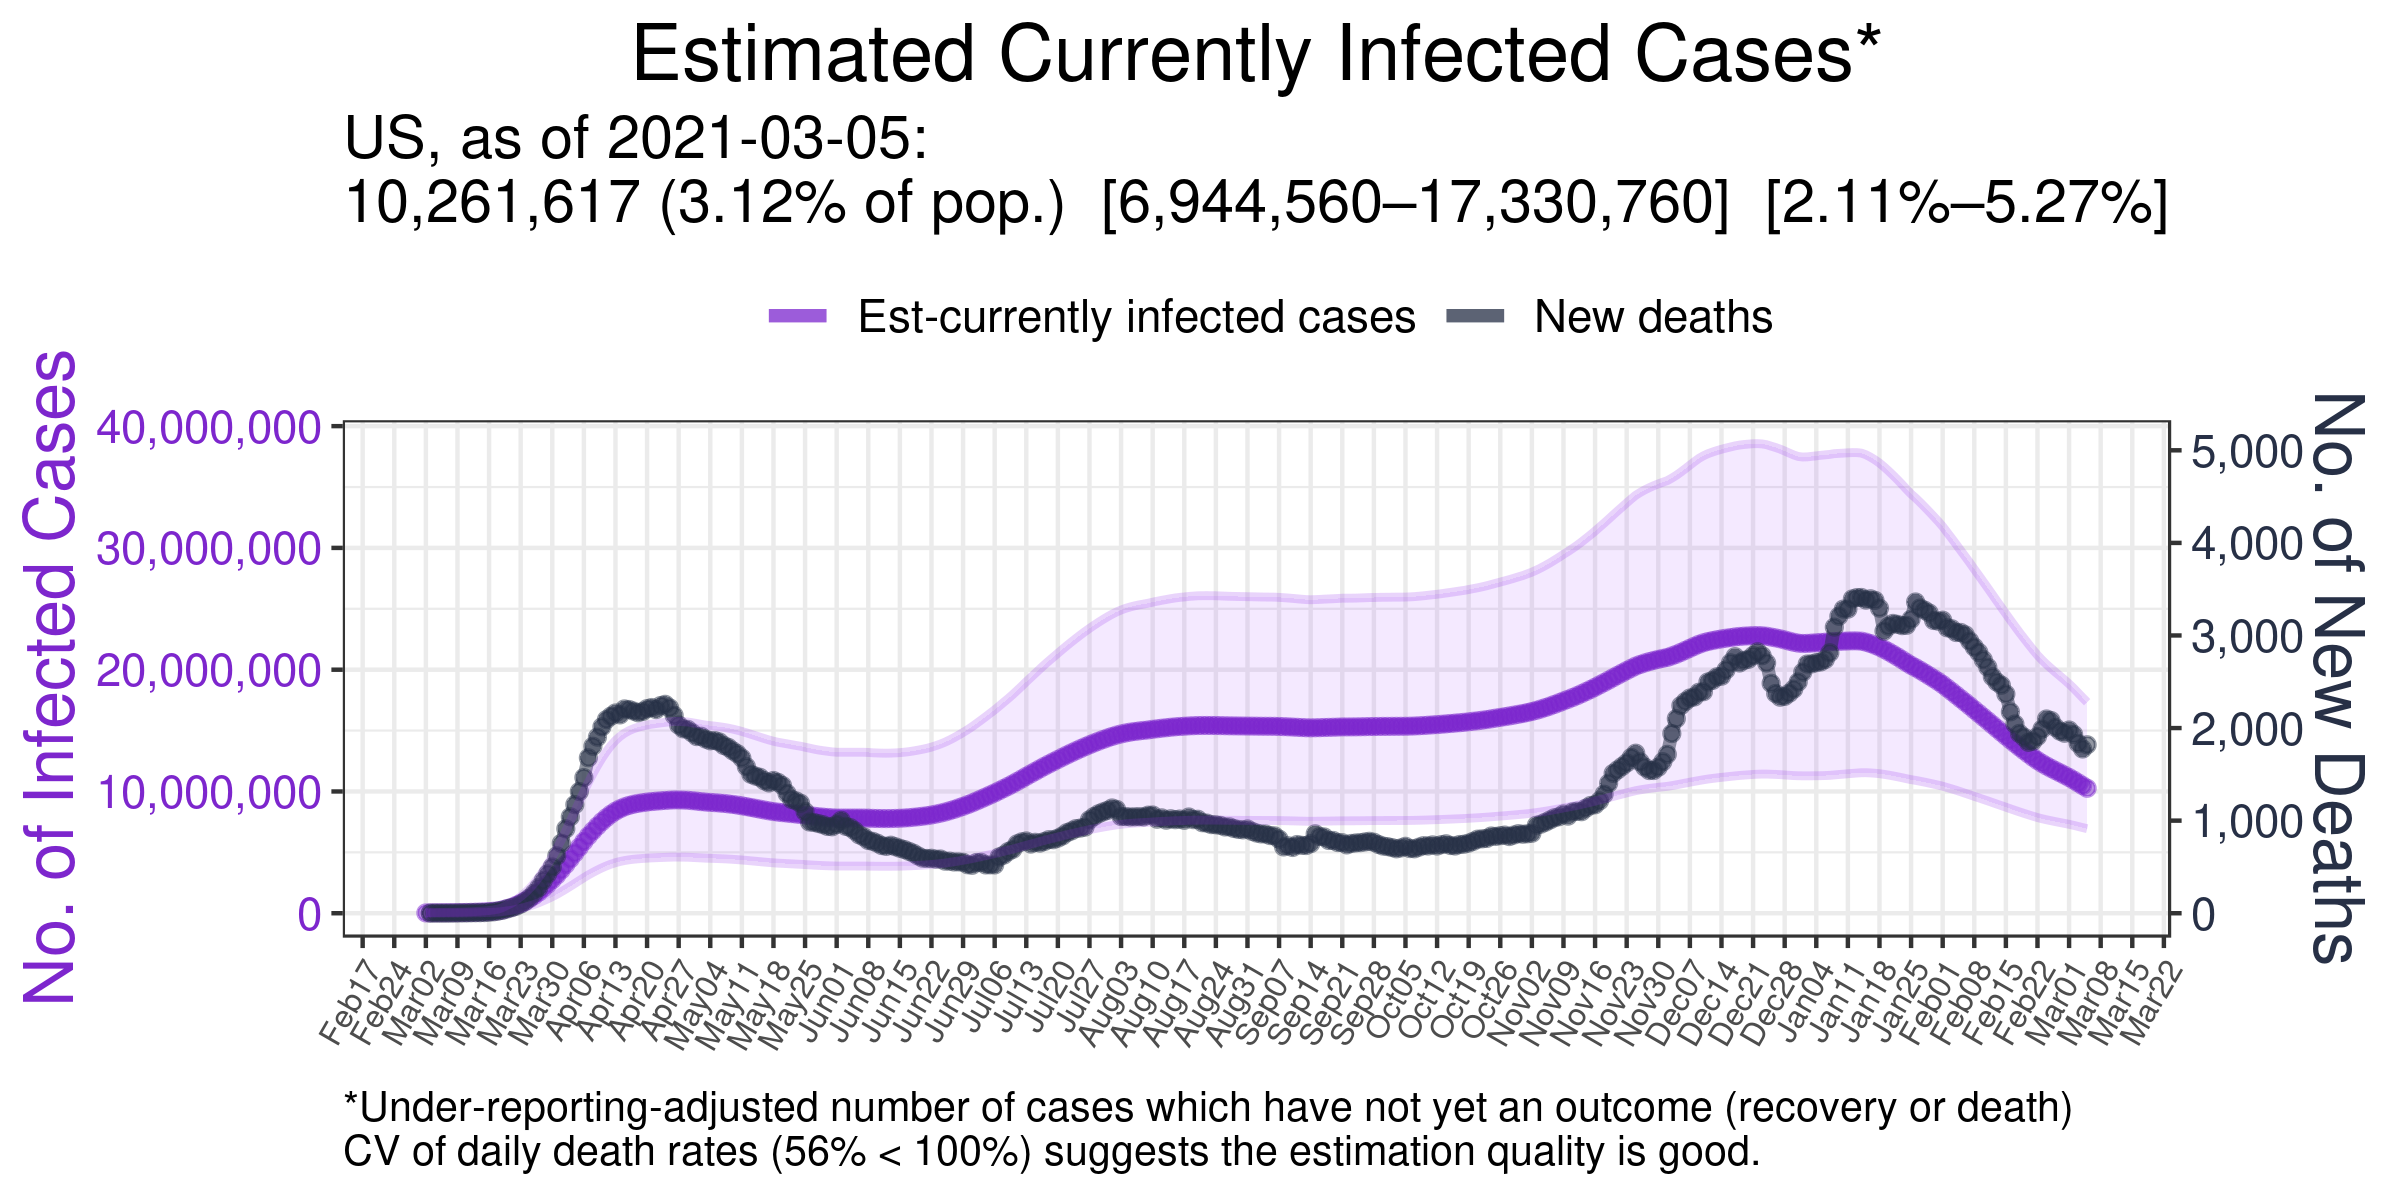 Estimated Currently Infected Cases*
US, as of 2021-03-05:
10,261,617 (3.12% of pop.) [6,944,560–17,330,760] [2.11%–5.27%]
Est-currently infected cases New deaths
No. of Infected Cases
40,000,000
30,000,000
20,000,000
10,000,000
0
5,000
4,000
3,000
2,000
1,000
0
No. of New Deaths
Feb17 Feb24 Mar02 Mar09 Mar16 Mar23 Mar30 Apr06 Apr13 Apr20 Apr27 May04 May11 May18 May25 Jun01 Jun08 Jun15 Jun22 Jun29 Jul06 Jul13 Jul20 Jul27 Aug03 Aug10 Aug17 Aug24 Aug31 Sep07 Sep14 Sep21 Sep28 Oct05 Oct12 Oct19 Oct26 Nov02 Nov09 Nov16 Nov23 Nov30 Dec07 Dec14 Dec21 Dec28 Jan04 Jan11 Jan18 Jan25 Feb01 Feb08 Feb15 Feb22 Mar01 Mar08 Mar15 Mar22
*Under-reporting-adjusted number of cases which have not yet an outcome (recovery or death)
CV of daily death rates (56% < 100%) suggests the estimation quality is good.